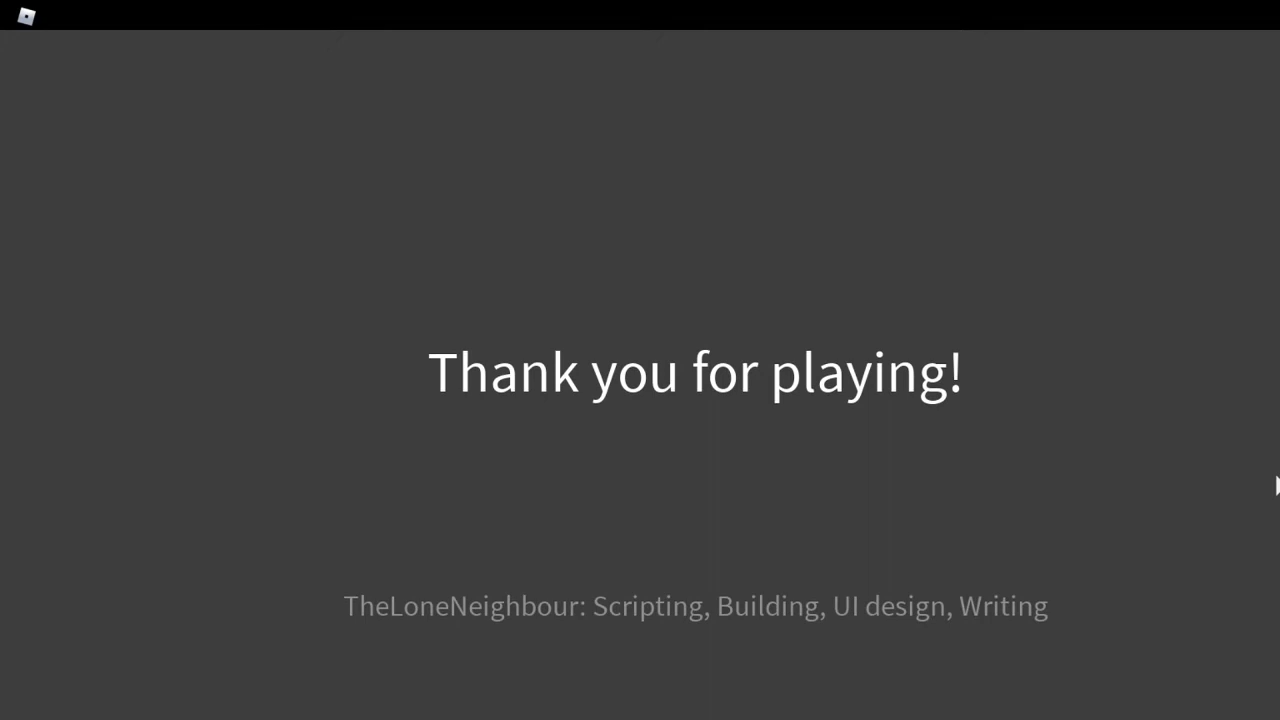 Thank you for playing!
TheLoneNeighbour: Scripting, Building, UI design, Writing